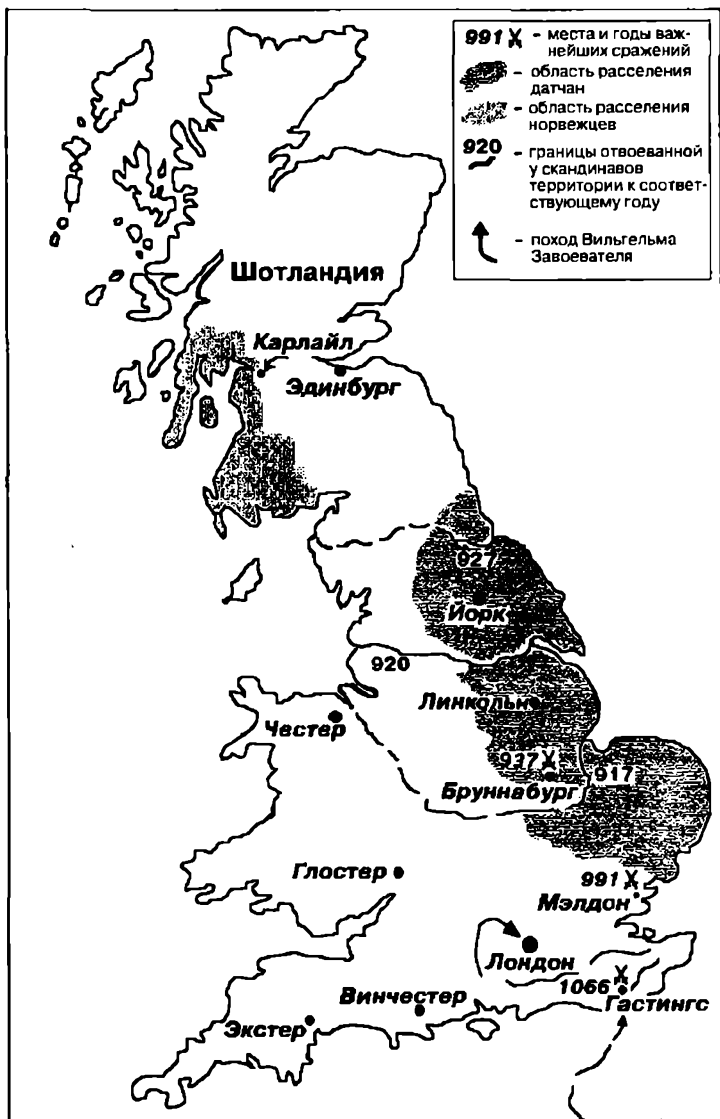 991 - места и годы важ-
нейших сражений
- область расселения
датчан
- область расселения
норвежцев
920 - границы отвоеванной
у скандинавов
территории к соответ-
ствующему году
- поход Вильгельма
Завоевателя
Шотландия
Карлайл
Эдинбург
927
Йорк
920
Линкольн
Честер
937
917
Бруннабург
Глостер
991
Мэлдон
Лондон
1066
Винчестер
Гастингс
Экстер